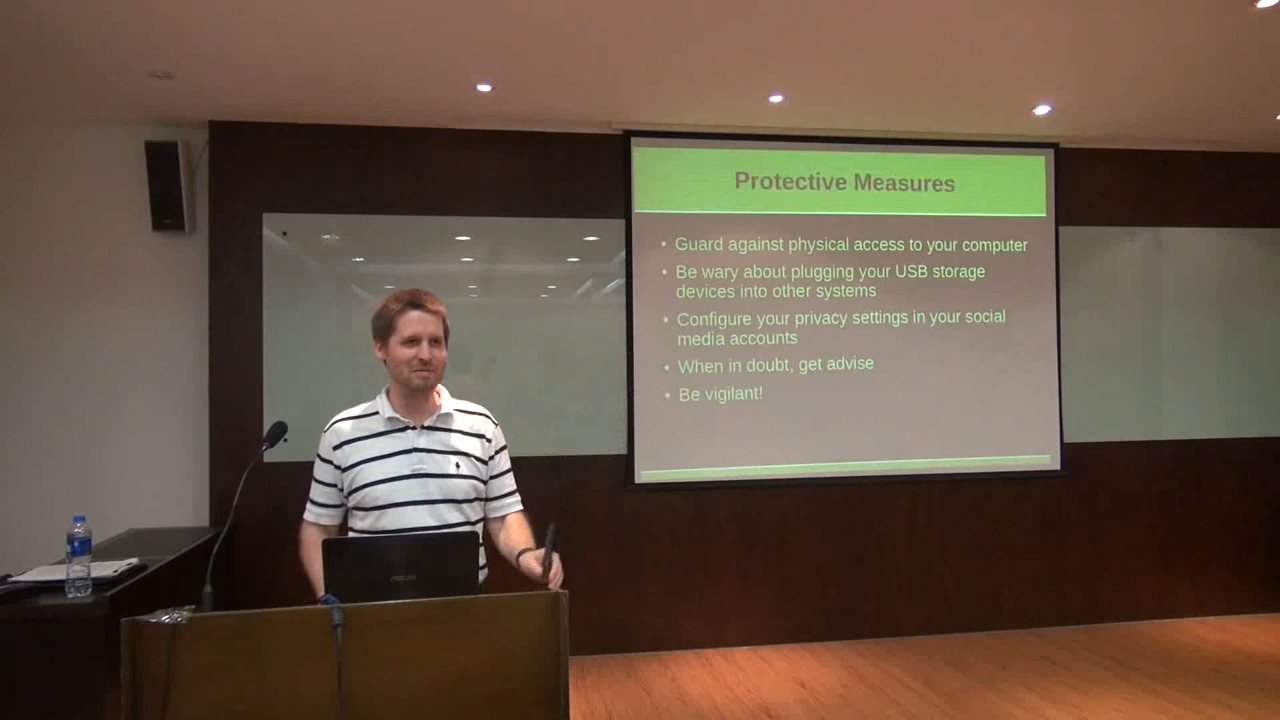 Protective Measures
• Guard against physical access to your computer
• Be wary about plugging your USB storage
devices into other systems
• Configure your privacy settings in your social
media accounts
• When in doubt, get advise
• Be vigilant!
ASUS